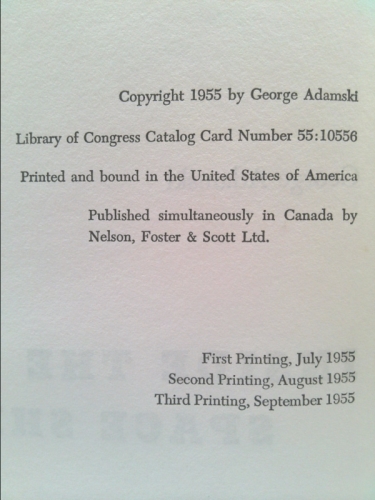 Copyright 1955 by George Adamski
Library of Congress Catalog Card Number 55:10556
Printed and bound in the United States of America
Published simultaneously in Canada by
Nelson, Foster & Scott Ltd.
First Printing, July 1955
Second Printing, August 1955
Third Printing, September 1955